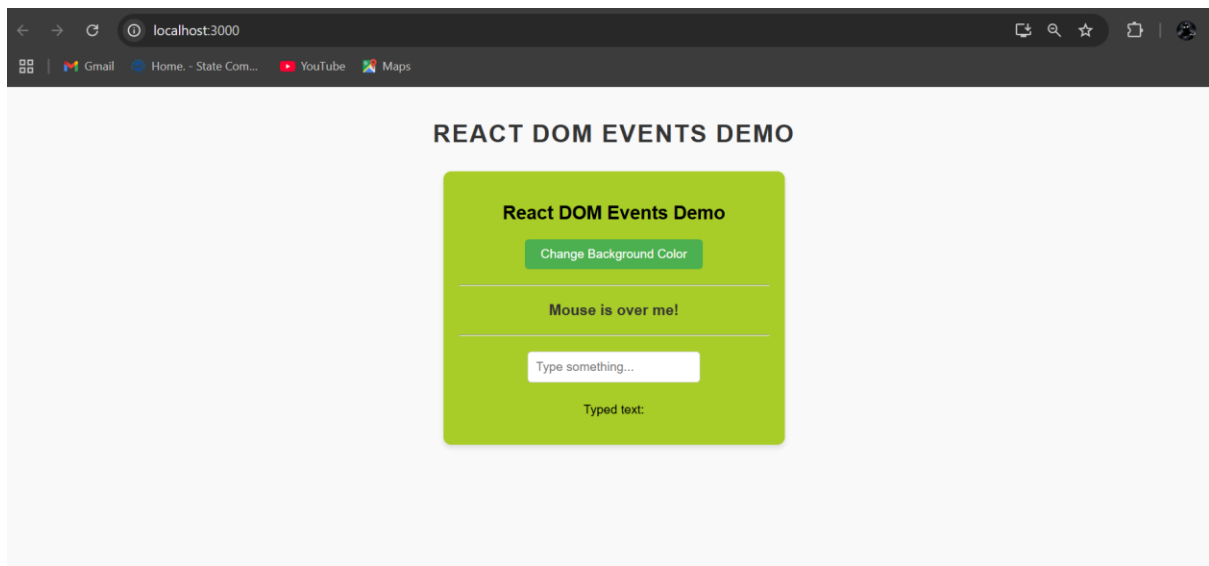 localhost:3000
Gmail Home. - State Com... YouTube Maps
REACT DOM EVENTS DEMO
React DOM Events Demo
Change Background Color
Mouse is over me!
Type something...
Typed text: